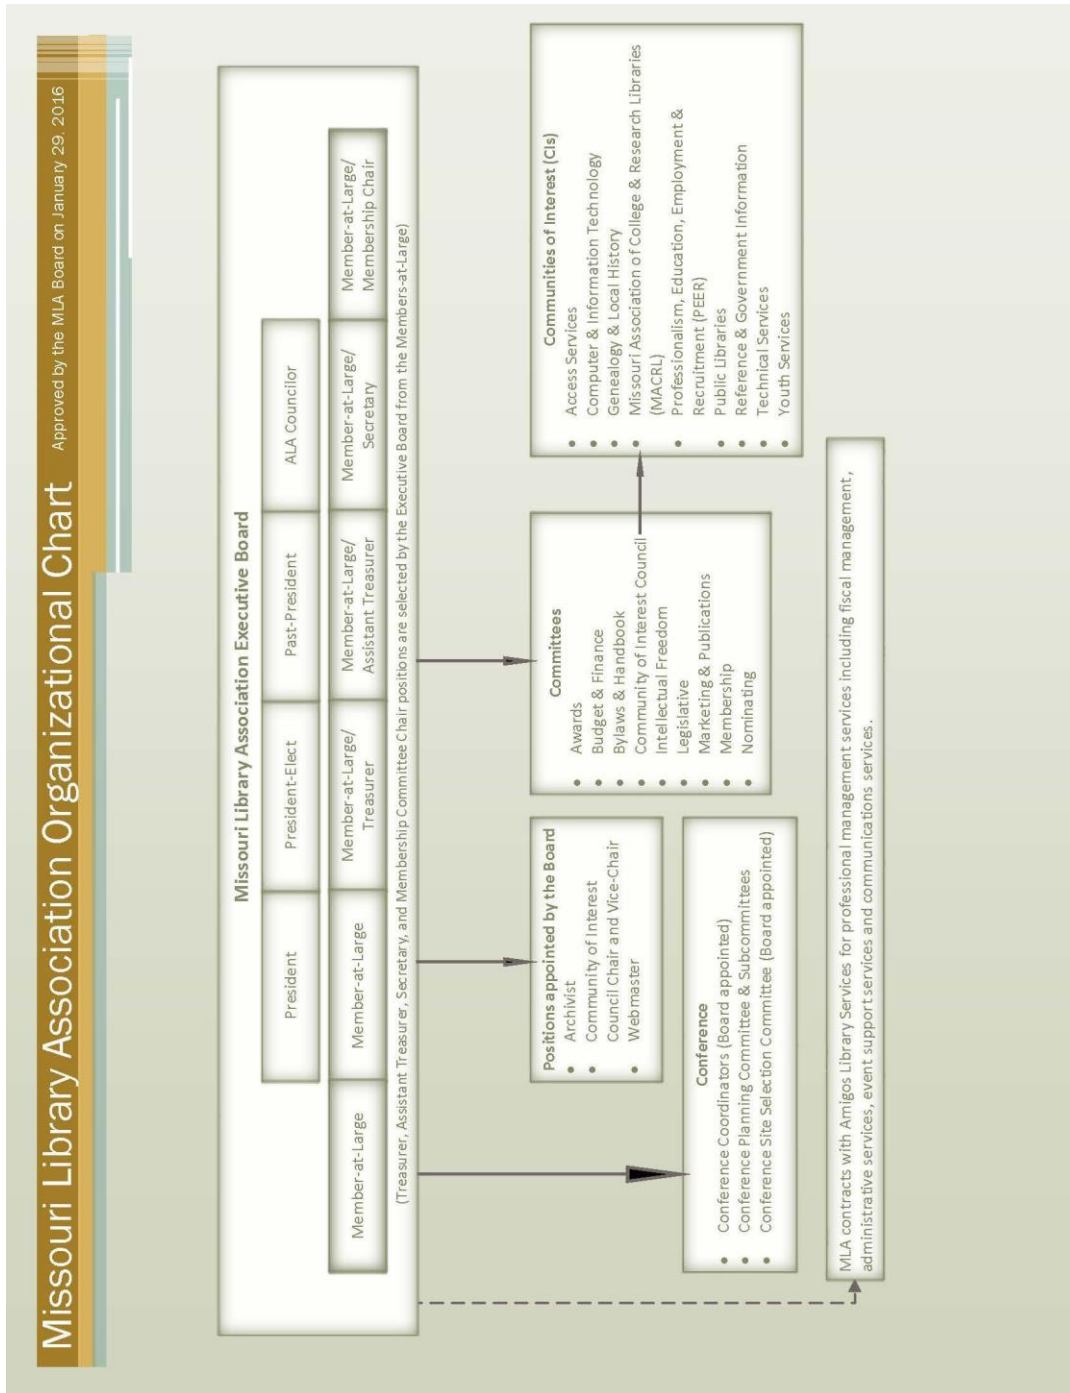 Missouri Library Association Organizational Chart
Approved by the MLA Board on January 29, 2016
Missouri Library Association Executive Board
President
President-Elect
Past-President
ALA Councilor
Member-at-Large
Member-at-Large
Member-at-Large/
Treasurer
Member-at-Large/
Assistant Treasurer
Member-at-Large/
Secretary
Member-at-Large/
Membership Chair
(Treasurer, Assistant Treasurer, Secretary, and Membership Committee Chair positions are selected by the Executive Board from the Members-at-Large)
Positions appointed by the Board
• Archivist
• Community of Interest
Council Chair and Vice-Chair
• Webmaster
Conference
• Conference Coordinators (Board appointed)
• Conference Planning Committee & Subcommittees
• Conference Site Selection Committee (Board appointed)
Committees
• Awards
• Budget & Finance
• Bylaws & Handbook
• Community of Interest Council
• Intellectual Freedom
• Legislative
• Marketing & Publications
• Membership
• Nominating
Communities of Interest (CIs)
• Access Services
• Computer & Information Technology
• Genealogy & Local History
• Missouri Association of College & Research Libraries
(MACRL)
• Professionalism, Education, Employment &
Recruitment (PEER)
• Public Libraries
• Reference & Government Information
• Technical Services
• Youth Services
MLA contracts with Amigos Library Services for professional management services including fiscal management,
administrative services, event support services and communications services.